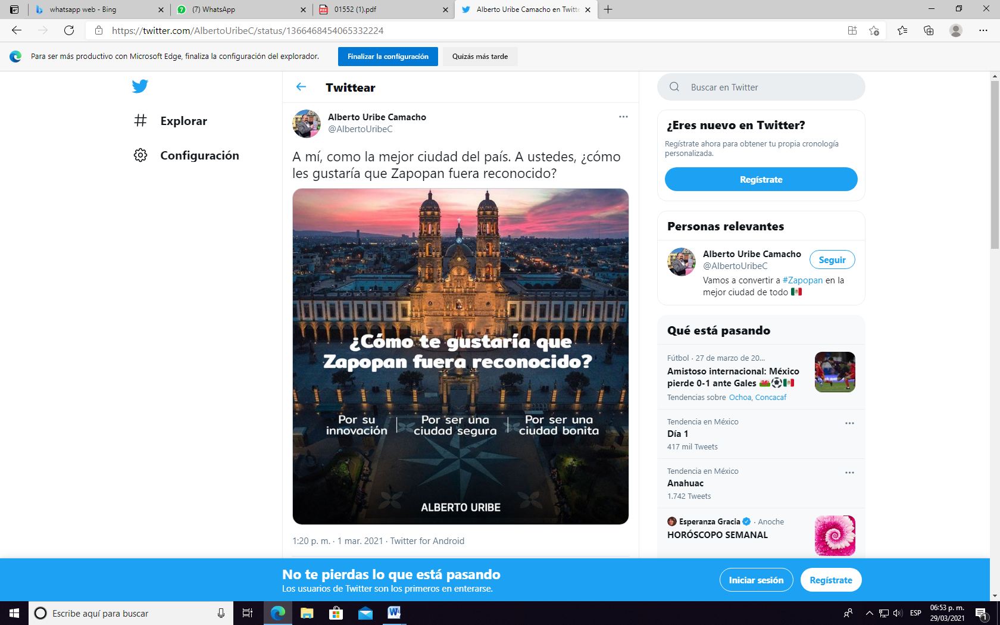 whatsapp web - Bing
(7) WhatsApp
01552 (1).pdf
Alberto Uribe Camacho en Twitte
https://twitter.com/AlbertoUribeC/status/1366468454065332224
Para ser más productivo con Microsoft Edge, finaliza la configuración del explorador.
Finalizar la configuración
Quizás más tarde
Explorar
Configuración
Twittear
Alberto Uribe Camacho
@AlbertoUribeC
A mí, como la mejor ciudad del país. A ustedes, ¿cómo
les gustaría que Zapopan fuera reconocido?
¿Cómo te gustaría que
Zapopan fuera reconocido?
Por su
innovación
Por ser una
ciudad segura
Por ser una
ciudad bonita
ALBERTO URIBE
1:20 p. m. · 1 mar. 2021 · Twitter for Android
Buscar en Twitter
¿Eres nuevo en Twitter?
Regístrate ahora para obtener tu propia cronología
personalizada.
Regístrate
Personas relevantes
Alberto Uribe Camacho
@AlbertoUribeC
Seguir
Vamos a convertir a #Zapopan en la
mejor ciudad de todo
Qué está pasando
Fútbol · 27 de marzo de 20...
Amistoso internacional: México
pierde 0-1 ante Gales
Tendencias sobre Ochoa, Concacaf
Tendencia en México
Día 1
417 mil Tweets
Tendencia en México
Anahuac
1.742 Tweets
Esperanza Gracia · Anoche
HORÓSCOPO SEMANAL
No te pierdas lo que está pasando
Los usuarios de Twitter son los primeros en enterarse.
Iniciar sesión
Regístrate
Escribe aquí para buscar
ESP
06:53 p. m.
29/03/2021
1